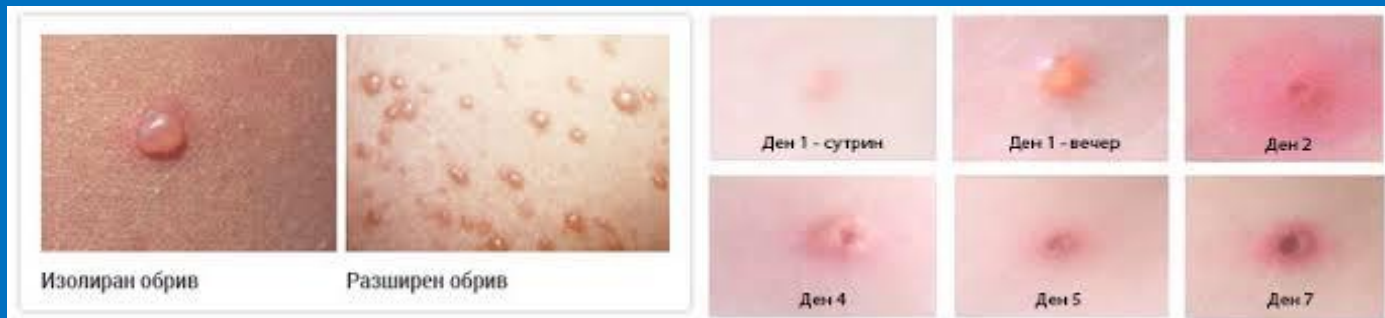 Изолиран обрив
Разширен обрив
Ден 1 - сутрин
Ден 1 - вечер
Ден 2
Ден 4
Ден 5
Ден 7